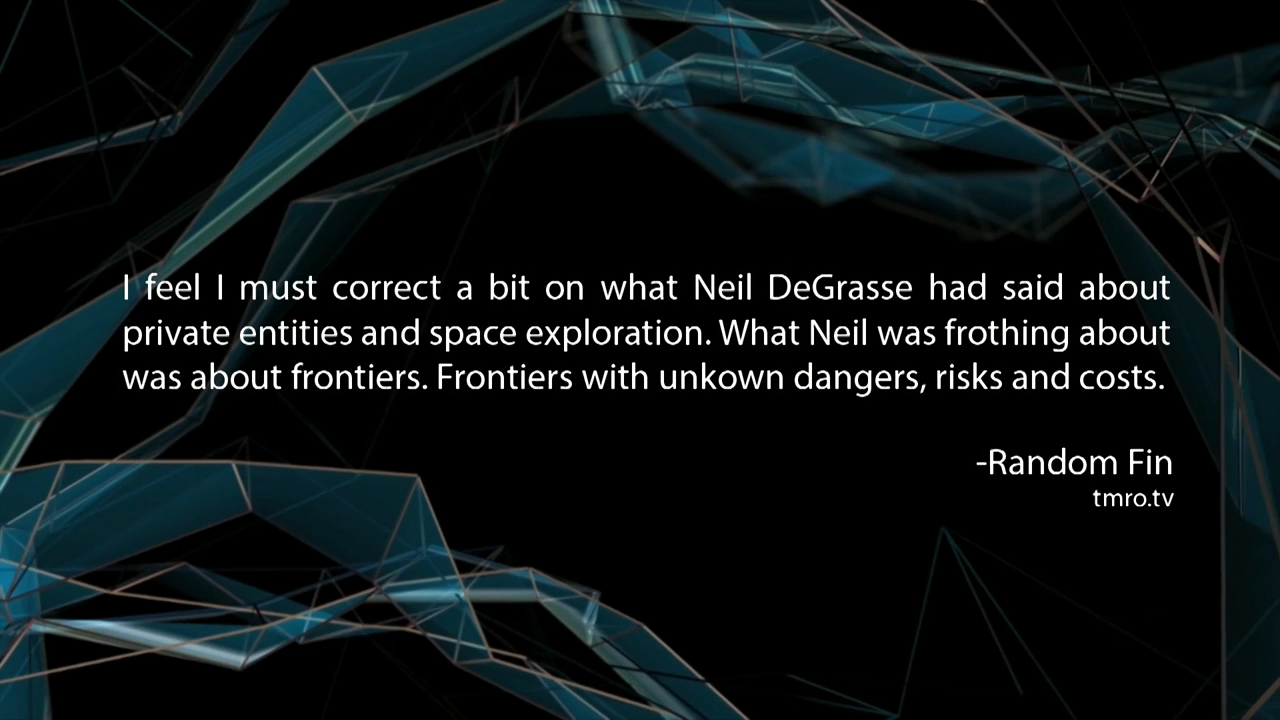 I feel I must correct a bit on what Neil DeGrasse had said about
private entities and space exploration. What Neil was frothing about
was about frontiers. Frontiers with unkown dangers, risks and costs.
-Random Fin
tmro.tv